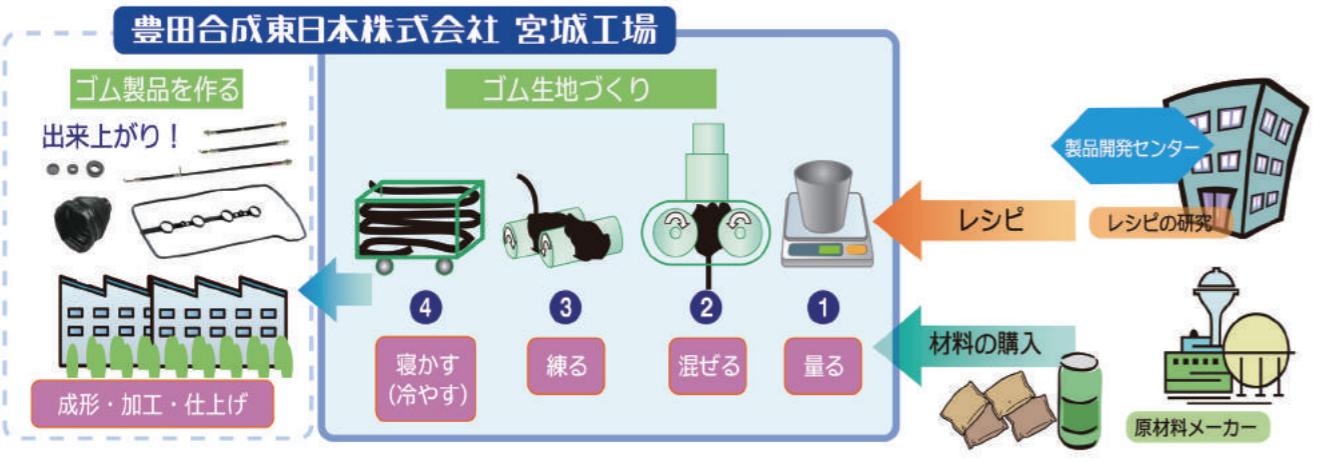 豊田合成東日本株式会社 宮城工場
ゴム製品を作る
出来上がり！
成形・加工・仕上げ
ゴム生地づくり
4
寝かす
(冷やす)
3
練る
2
混ぜる
1
量る
レシピ
材料の購入
製品開発センター
レシピの研究
原材料メーカー